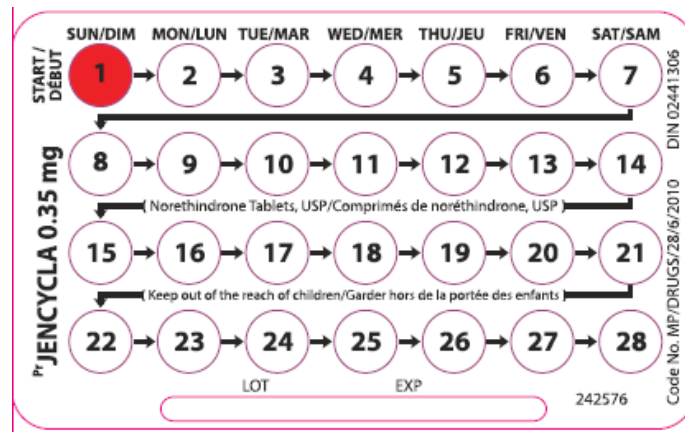 SUN/DIM MON/LUN TUE/MAR WED/MER THU/JEU FRI/VEN SAT/SAM
START /
DÉBUT
1 2 3 4 5 6 7
8 9 10 11 12 13 14
( Norethindrone Tablets, USP/Comprimés de noréthindrone, USP )
15 16 17 18 19 20 21
( Keep out of the reach of children/Garder hors de la portée des enfants )
22 23 24 25 26 27 28
LOT EXP
242576
Pr JENCYCLA 0.35 mg
Code No. MP/DRUGS/28/6/2010 DIN 02441306